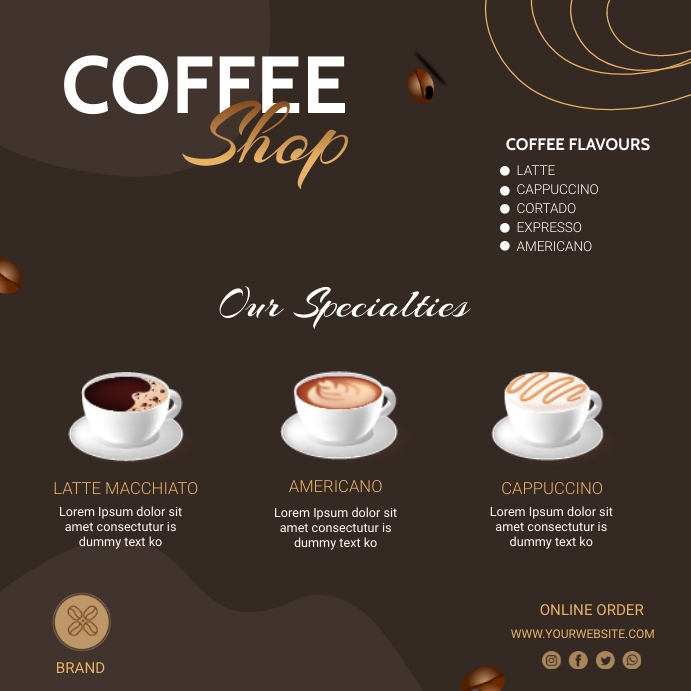 COFFEE
Shop
COFFEE FLAVOURS
LATTE
CAPPUCCINO
CORTADO
EXPRESSO
AMERICANO
Our Specialties
LATTE MACCHIATO
Lorem Ipsum dolor sit
amet consectutur is
dummy text ko
AMERICANO
Lorem Ipsum dolor sit
amet consectutur is
dummy text ko
CAPPUCCINO
Lorem Ipsum dolor sit
amet consectutur is
dummy text ko
BRAND
ONLINE ORDER
WWW.YOURWEBSITE.COM